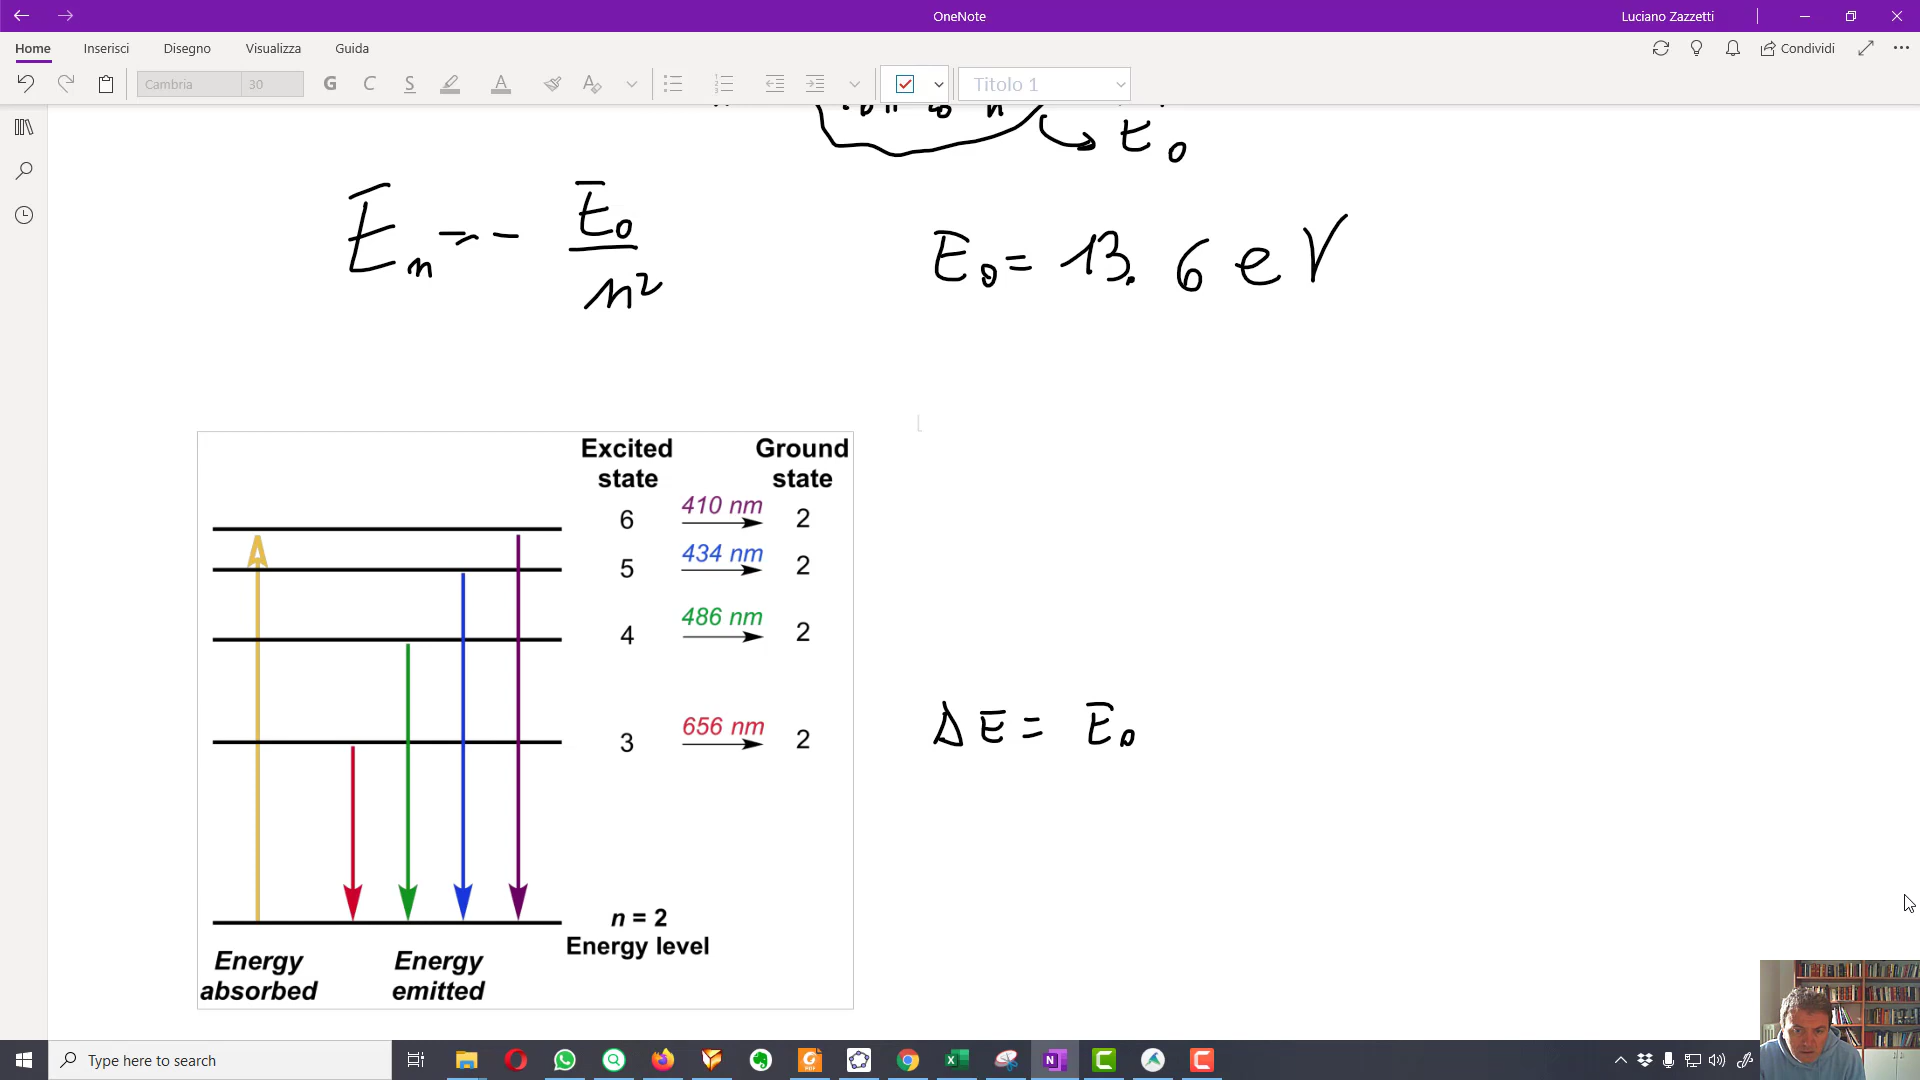 OneNote
Luciano Zazzetti
Home Inserisci Disegno Visualizza Guida
Condividi
Cambria 30 G C S A A Titolo 1
E₀
Eₙ = - E₀/n²
E₀ = 13.6 eV
Excited state Ground state
6 410 nm 2
5 434 nm 2
4 486 nm 2
3 656 nm 2
ΔE = E₀
n = 2
Energy level
Energy absorbed
Energy emitted
Type here to search